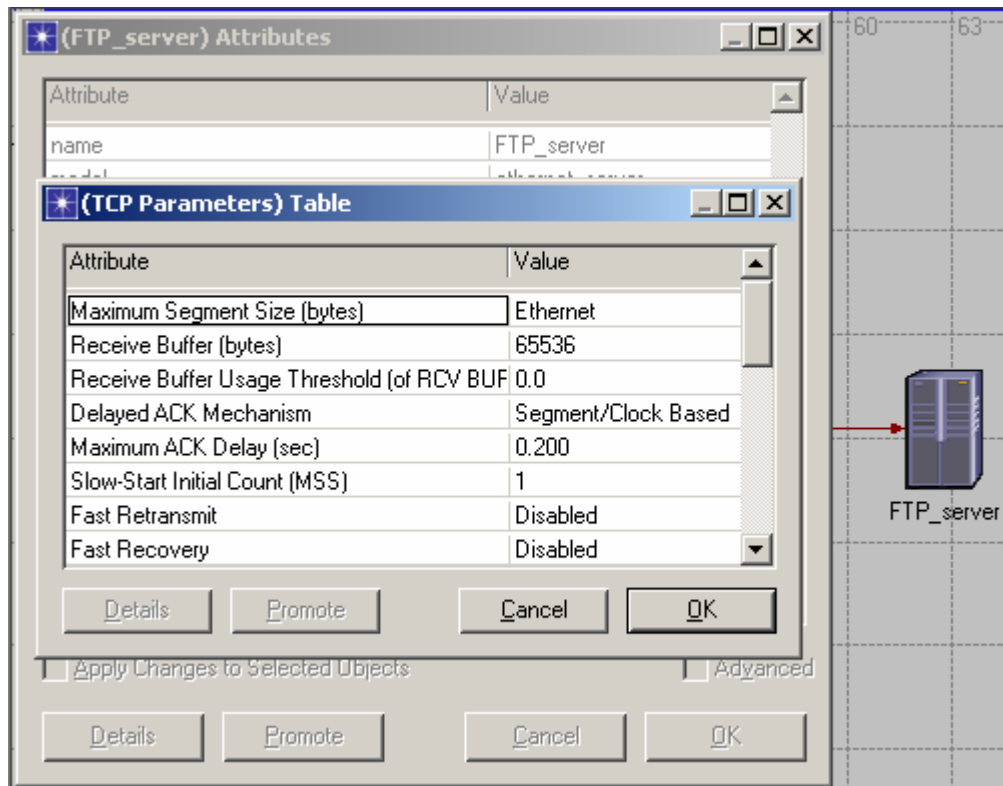 (FTP_server) Attributes
60 63
Attribute Value
name FTP_server
(TCP Parameters) Table
Attribute Value
Maximum Segment Size (bytes) Ethernet
Receive Buffer (bytes) 65536
Receive Buffer Usage Threshold (of RCV BUF 0.0
Delayed ACK Mechanism Segment/Clock Based
Maximum ACK Delay (sec) 0.200
Slow-Start Initial Count (MSS) 1
Fast Retransmit Disabled
Fast Recovery Disabled
FTP_server
Details Promote Cancel OK
Apply Changes to Selected Objects Advanced
Details Promote Cancel OK